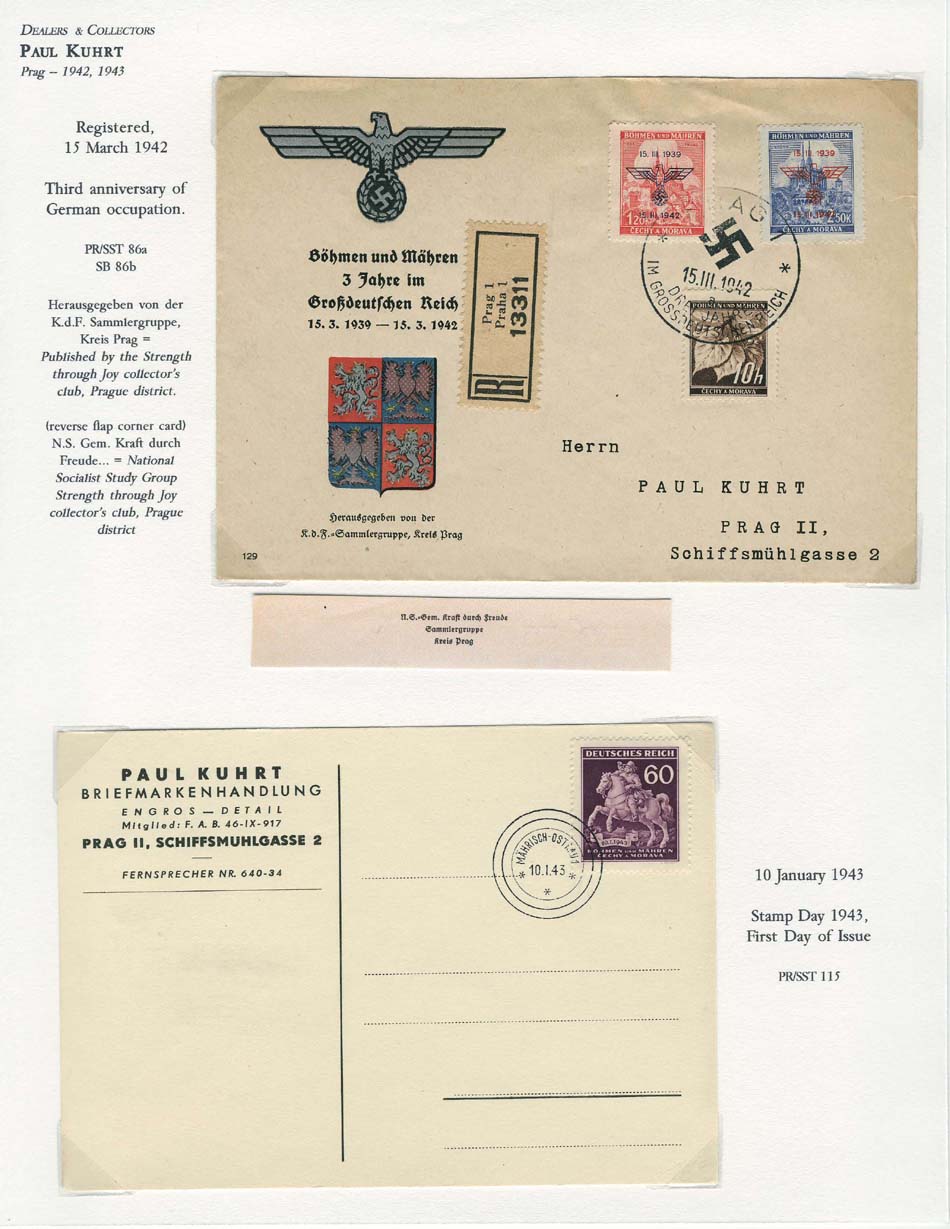 DEALERS & COLLECTORS
PAUL KUHRT
Prag – 1942, 1943
Registered,
15 March 1942
Third anniversary of
German occupation.
PR/SST 86a
SB 86b
Herausgegeben von der
K.d.F. Sammlergruppe,
Kreis Prag =
Published by the Strength
through Joy collector's
club, Prague district.
(reverse flap corner card)
N.S. Gem. Kraft durch
Freude... = National
Socialist Study Group
Strength through Joy
collector's club, Prague
district
Böhmen und Mähren
3 Jahre im
Großdeutschen Reich
15. 3. 1939 — 15. 3. 1942
Herausgegeben von der
K.d.F.=Sammlergruppe, Kreis Prag
129
R
Prag 1
Praha 1
13311
BÖHMEN UND MÄHREN
15. III. 1939
15. III. 1942
1.20K
ČECHY A MORAVA
BÖHMEN UND MÄHREN
15. III. 1939
15. III. 1942
2.50K
ČECHY A MORAVA
15.III.1942
JAHRE
IM GROSSDEUTSCHEN REICH
BÖHMEN UND MÄHREN
10h
ČECHY A MORAVA
Herrn
PAUL KUHRT
PRAG II,
Schiffsmühlgasse 2
N.S.=Gem. Kraft durch Freude
Sammlergruppe
Kreis Prag
PAUL KUHRT
BRIEFMARKENHANDLUNG
ENGROS — DETAIL
Mitglied: F. A. B. 46-IX-917
PRAG II, SCHIFFSMUHLGASSE 2
FERNSPRECHER NR. 640-34
DEUTSCHES REICH
60
10.I.1943
BÖHMEN UND MÄHREN
ČECHY A MORAVA
MÄHRISCH-OSTRAU 1
* 10.I.43 *
*
10 January 1943
Stamp Day 1943,
First Day of Issue
PR/SST 115